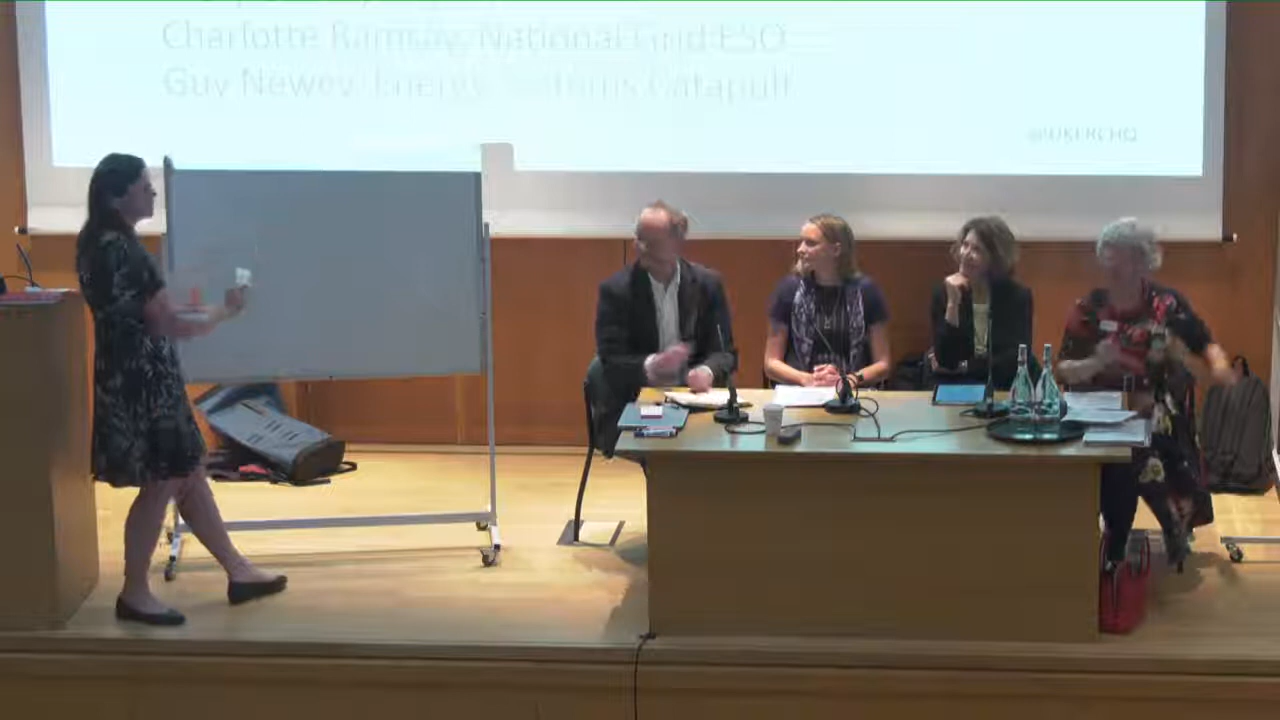 Charlotte Ramsay, National Grid ESO
Guy Newey, Energy Systems Catapult
@UKERCHQ